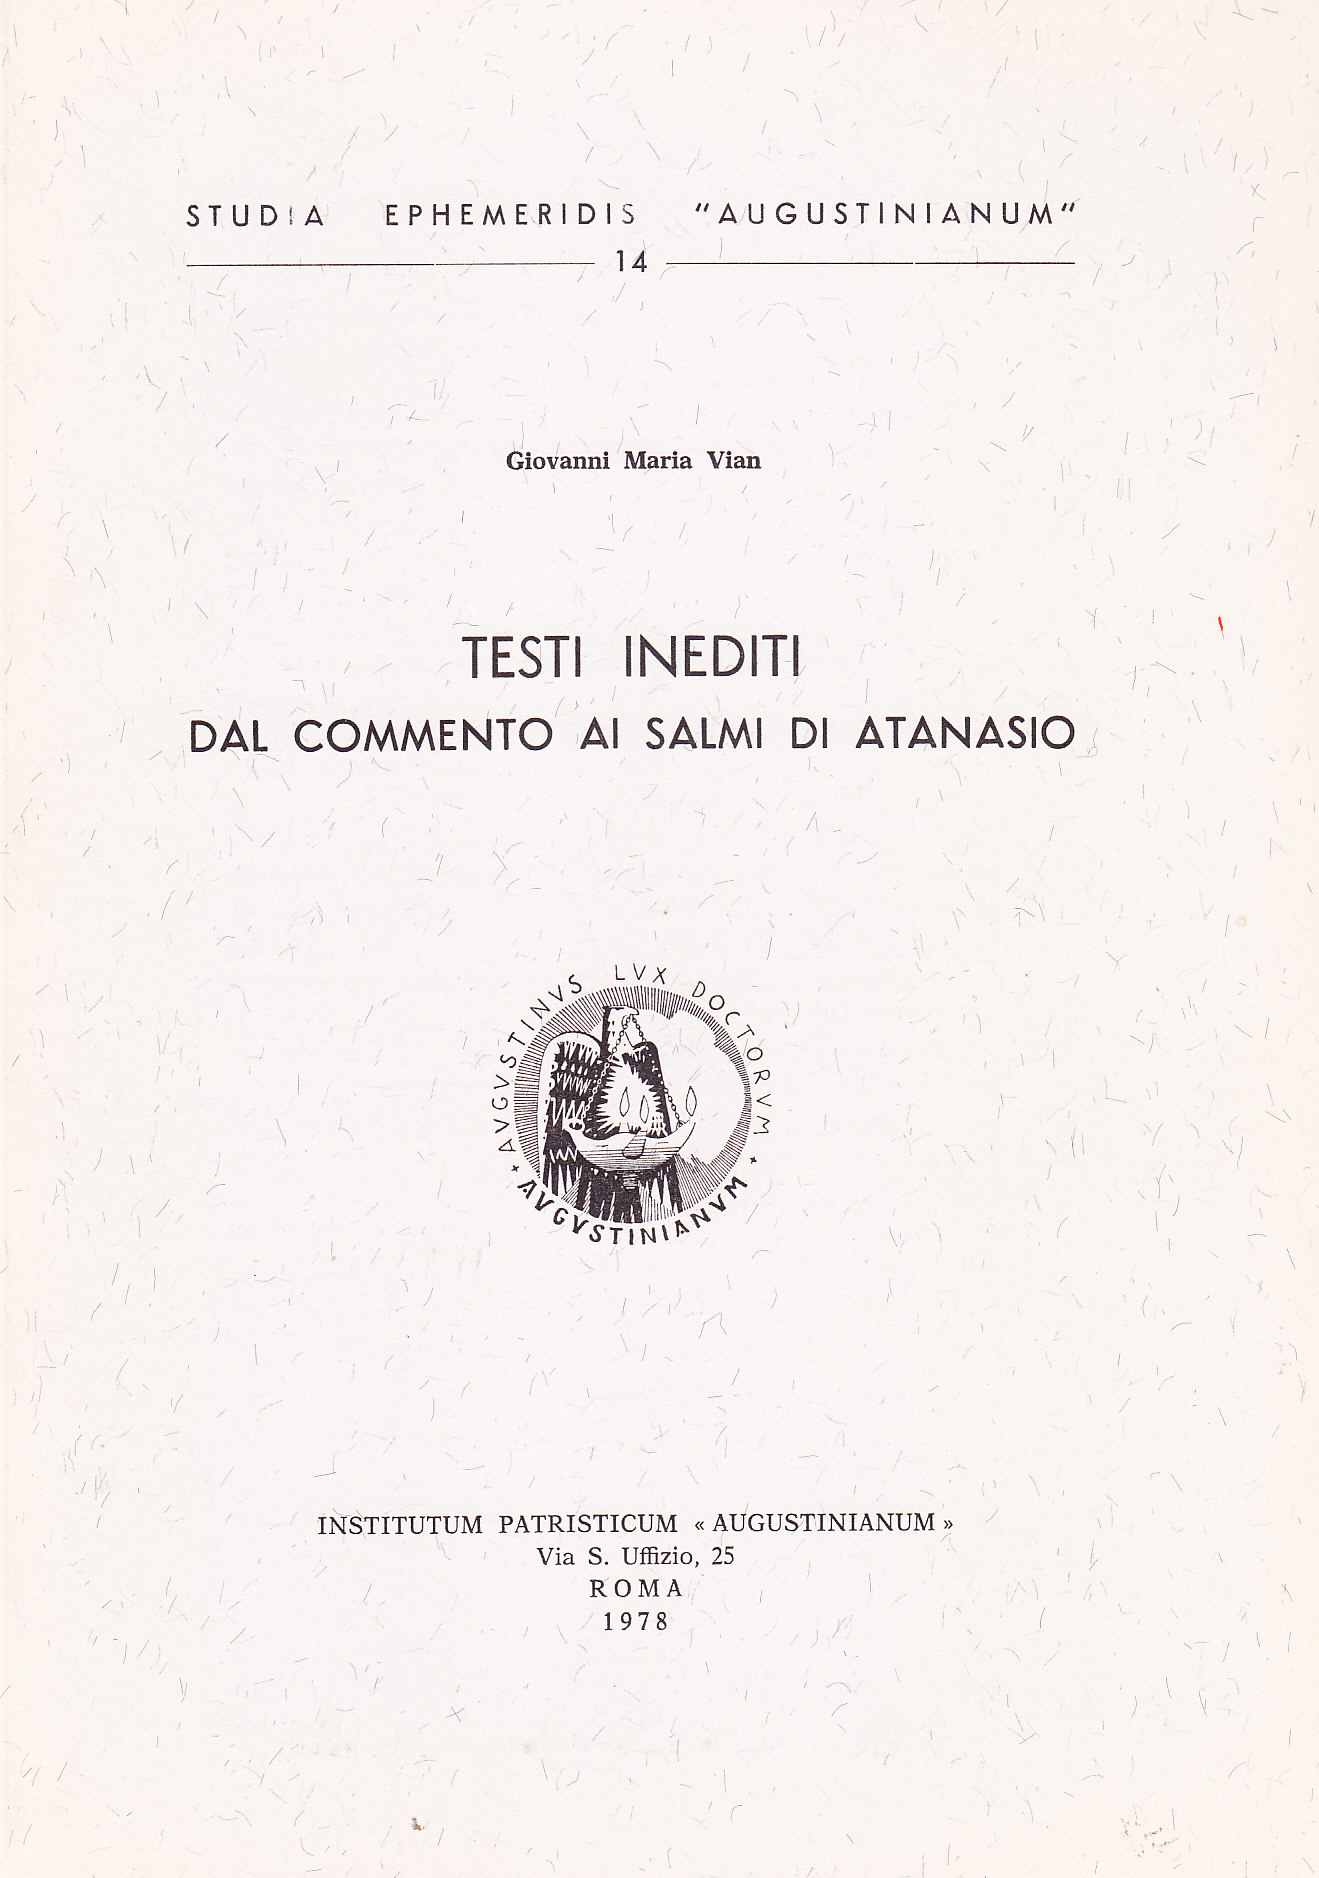 STUDIA EPHEMERIDIS "AUGUSTINIANUM"
14
Giovanni Maria Vian
TESTI INEDITI
DAL COMMENTO AI SALMI DI ATANASIO
AVGVSTINVS LVX DOCTORVM
AVGVSTINIANVM
INSTITUTUM PATRISTICUM « AUGUSTINIANUM »
Via S. Uffizio, 25
ROMA
1978